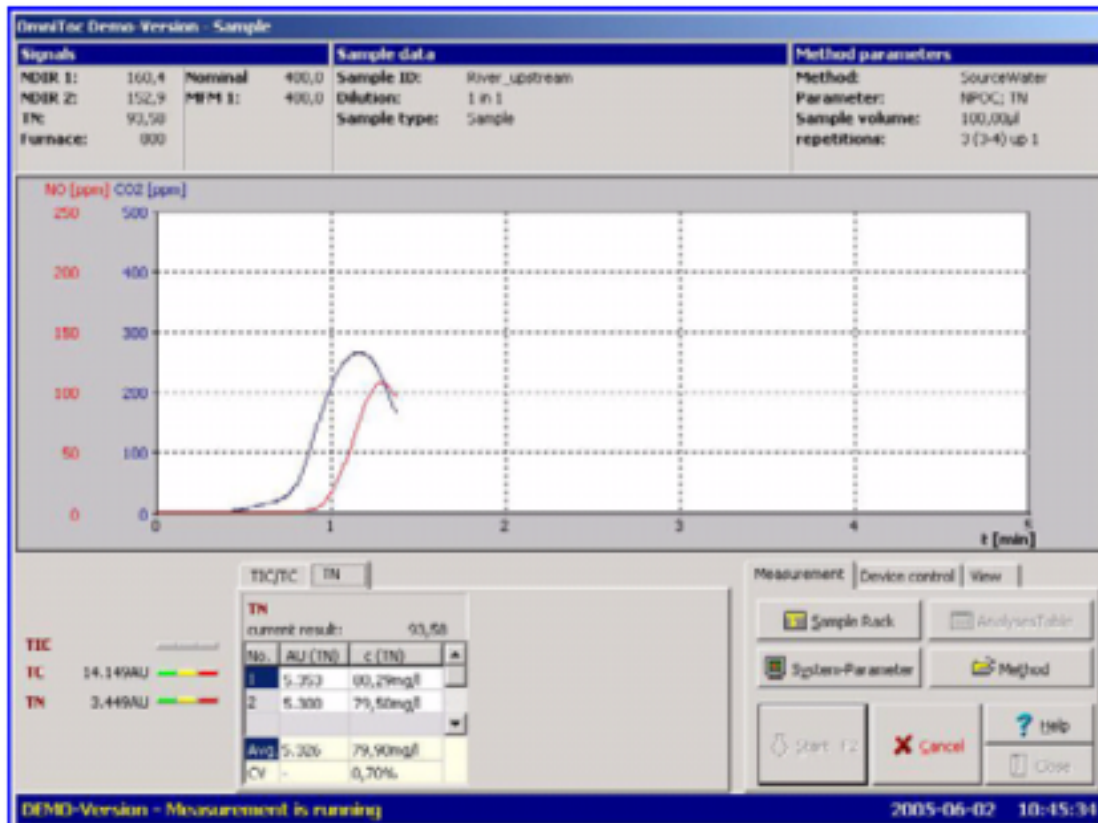 OmniToc Demo-Version - Sample
Signals
NDIR 1: 160,4 Nominal 400,0
NDIR 2: 152,9 MFM 1: 400,0
TN: 93,58
Furnace: 800
Sample data
Sample ID: River_upstream
Dilution: 1 in 1
Sample type: Sample
Method parameters
Method: SourceWater
Parameter: NPOC; TN
Sample volume: 100,00µl
repetitions: 3 (3-4) up 1
NO [ppm] CO2 [ppm]
250 500
200 400
150 300
100 200
50 100
0 0
0 1 2 3 4 5
t [min]
TIC
TC 14.149AU
TN 3.449AU
TIC/TC TN
TN
current result: 93,58
No. AU (TN) c (TN)
1 5.353 80,29mg/l
2 5.300 79,50mg/l
Avg. 5.326 79,90mg/l
CV - 0,70%
Measurement Device control View
Sample Rack AnalysesTable
System-Parameter Method
Start F2 Cancel Help
Close
DEMO-Version - Measurement is running 2005-06-02 10:45:34